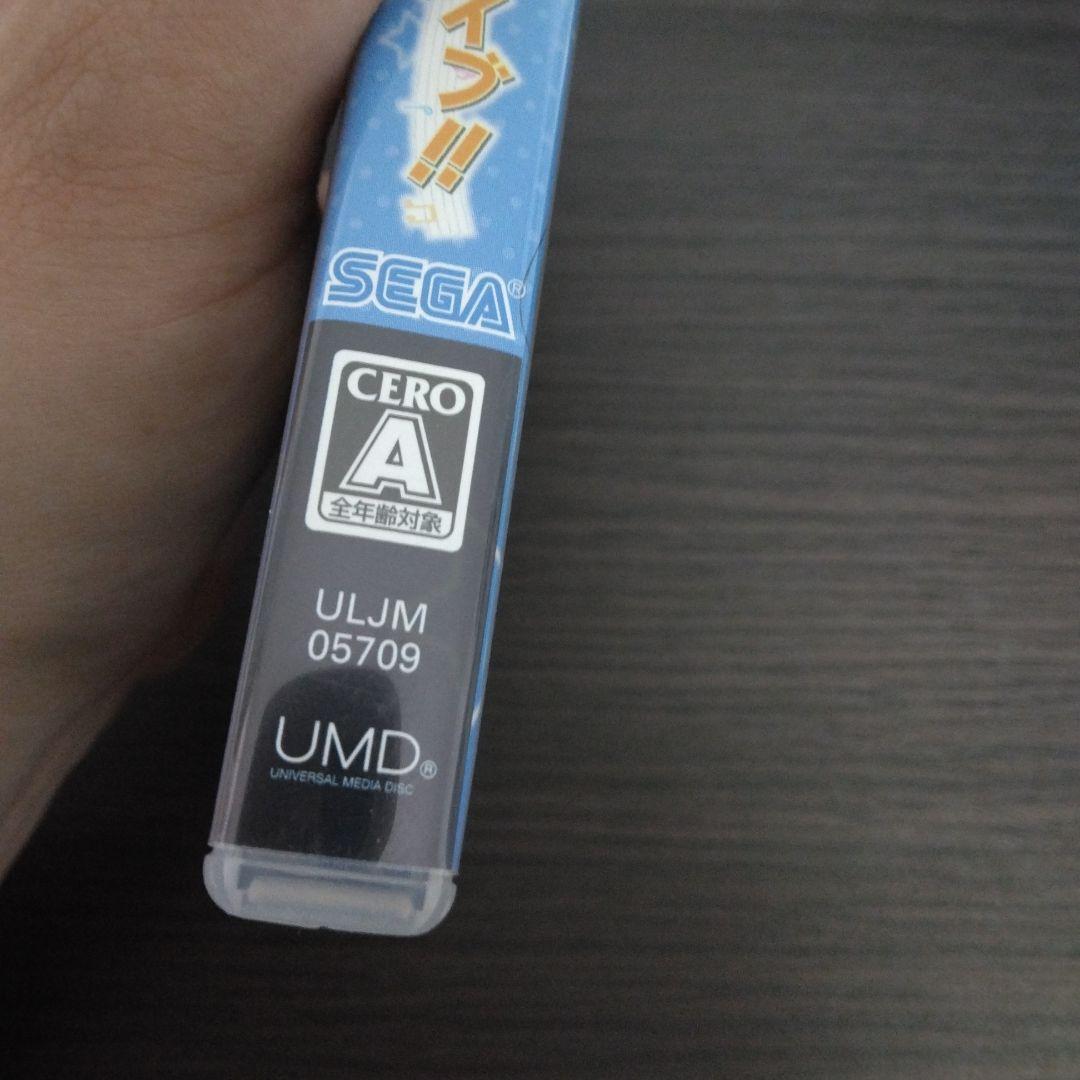 イブ!!
SEGA®
CERO
A
全年齢対象
ULJM
05709
UMD®
UNIVERSAL MEDIA DISC